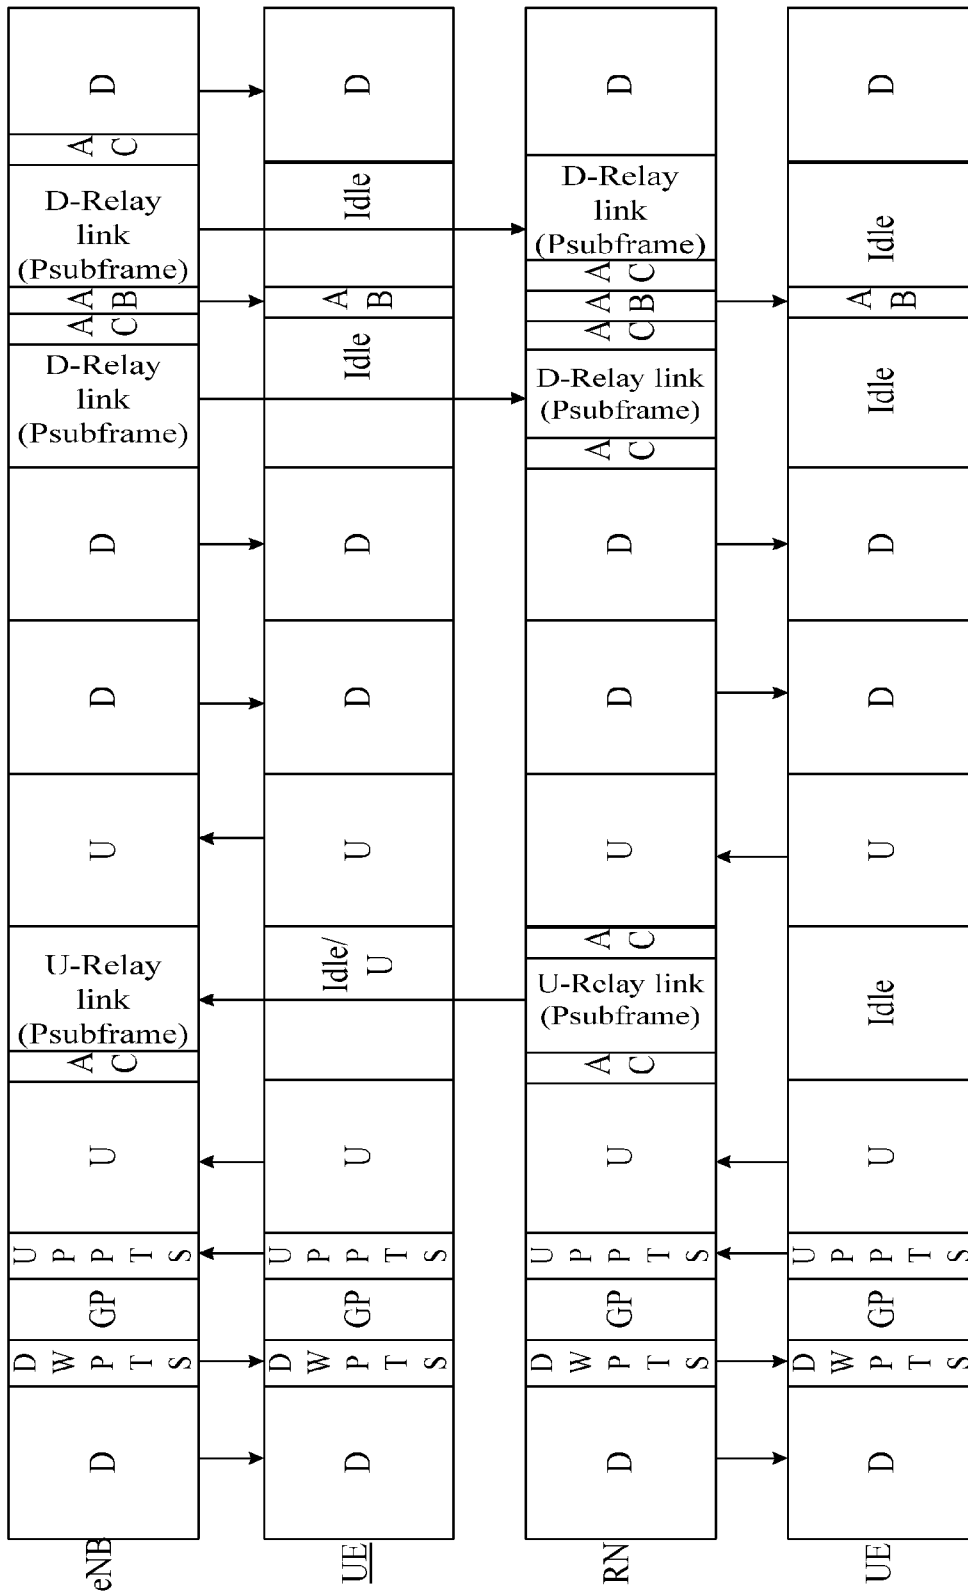 eNB
D
D W P T S
GP
U P P T S
U
A C
U-Relay
link
(Psubframe)
U
D
D
D-Relay
link
(Psubframe)
A C
A B
D-Relay
link
(Psubframe)
A C
D
UE
D
D W P T S
GP
U P P T S
U
Idle/
U
U
D
D
Idle
A B
Idle
D
RN
D
D W P T S
GP
U P P T S
U
A C
U-Relay link
(Psubframe)
A C
U
D
D
A C
D-Relay link
(Psubframe)
A C
A B
A C
D-Relay
link
(Psubframe)
D
UE
D
D W P T S
GP
U P P T S
U
Idle
U
D
D
Idle
A B
Idle
D